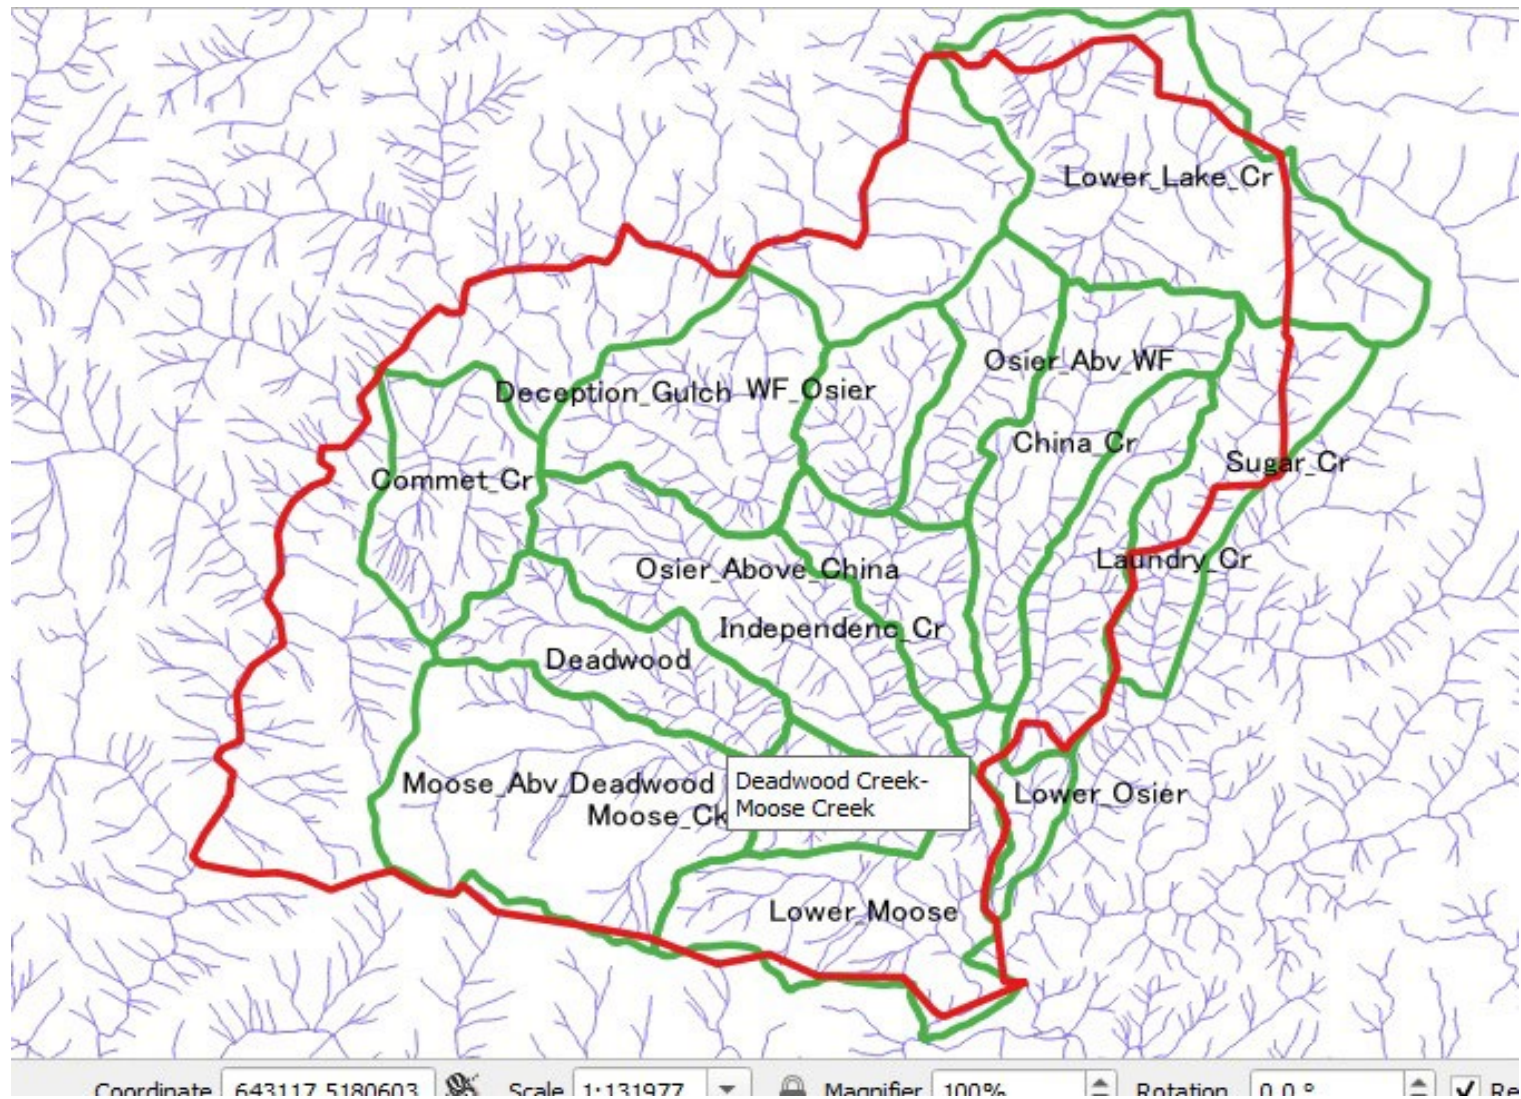 Lower_Lake_Cr
Osier_Abv_WF
Deception_Gulch WF_Osier
China_Cr
Sugar_Cr
Commet_Cr
Laundry_Cr
Osier_Above_China
Independenc_Cr
Deadwood
Moose_Abv_Deadwood
Moose_Ck
Deadwood Creek-
Moose Creek
Lower_Osier
Lower_Moose
Coordinate 643117,5180603 Scale 1:131977 Magnifier 100% Rotation 0.0 ° Re